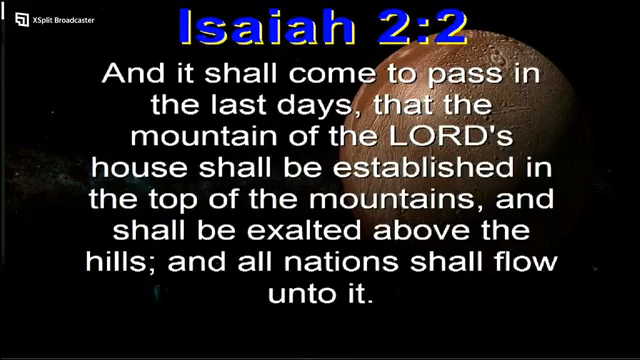 XSplit Broadcaster
Isaiah 2:2
And it shall come to pass in
the last days, that the
mountain of the LORD's
house shall be established in
the top of the mountains, and
shall be exalted above the
hills; and all nations shall flow
unto it.